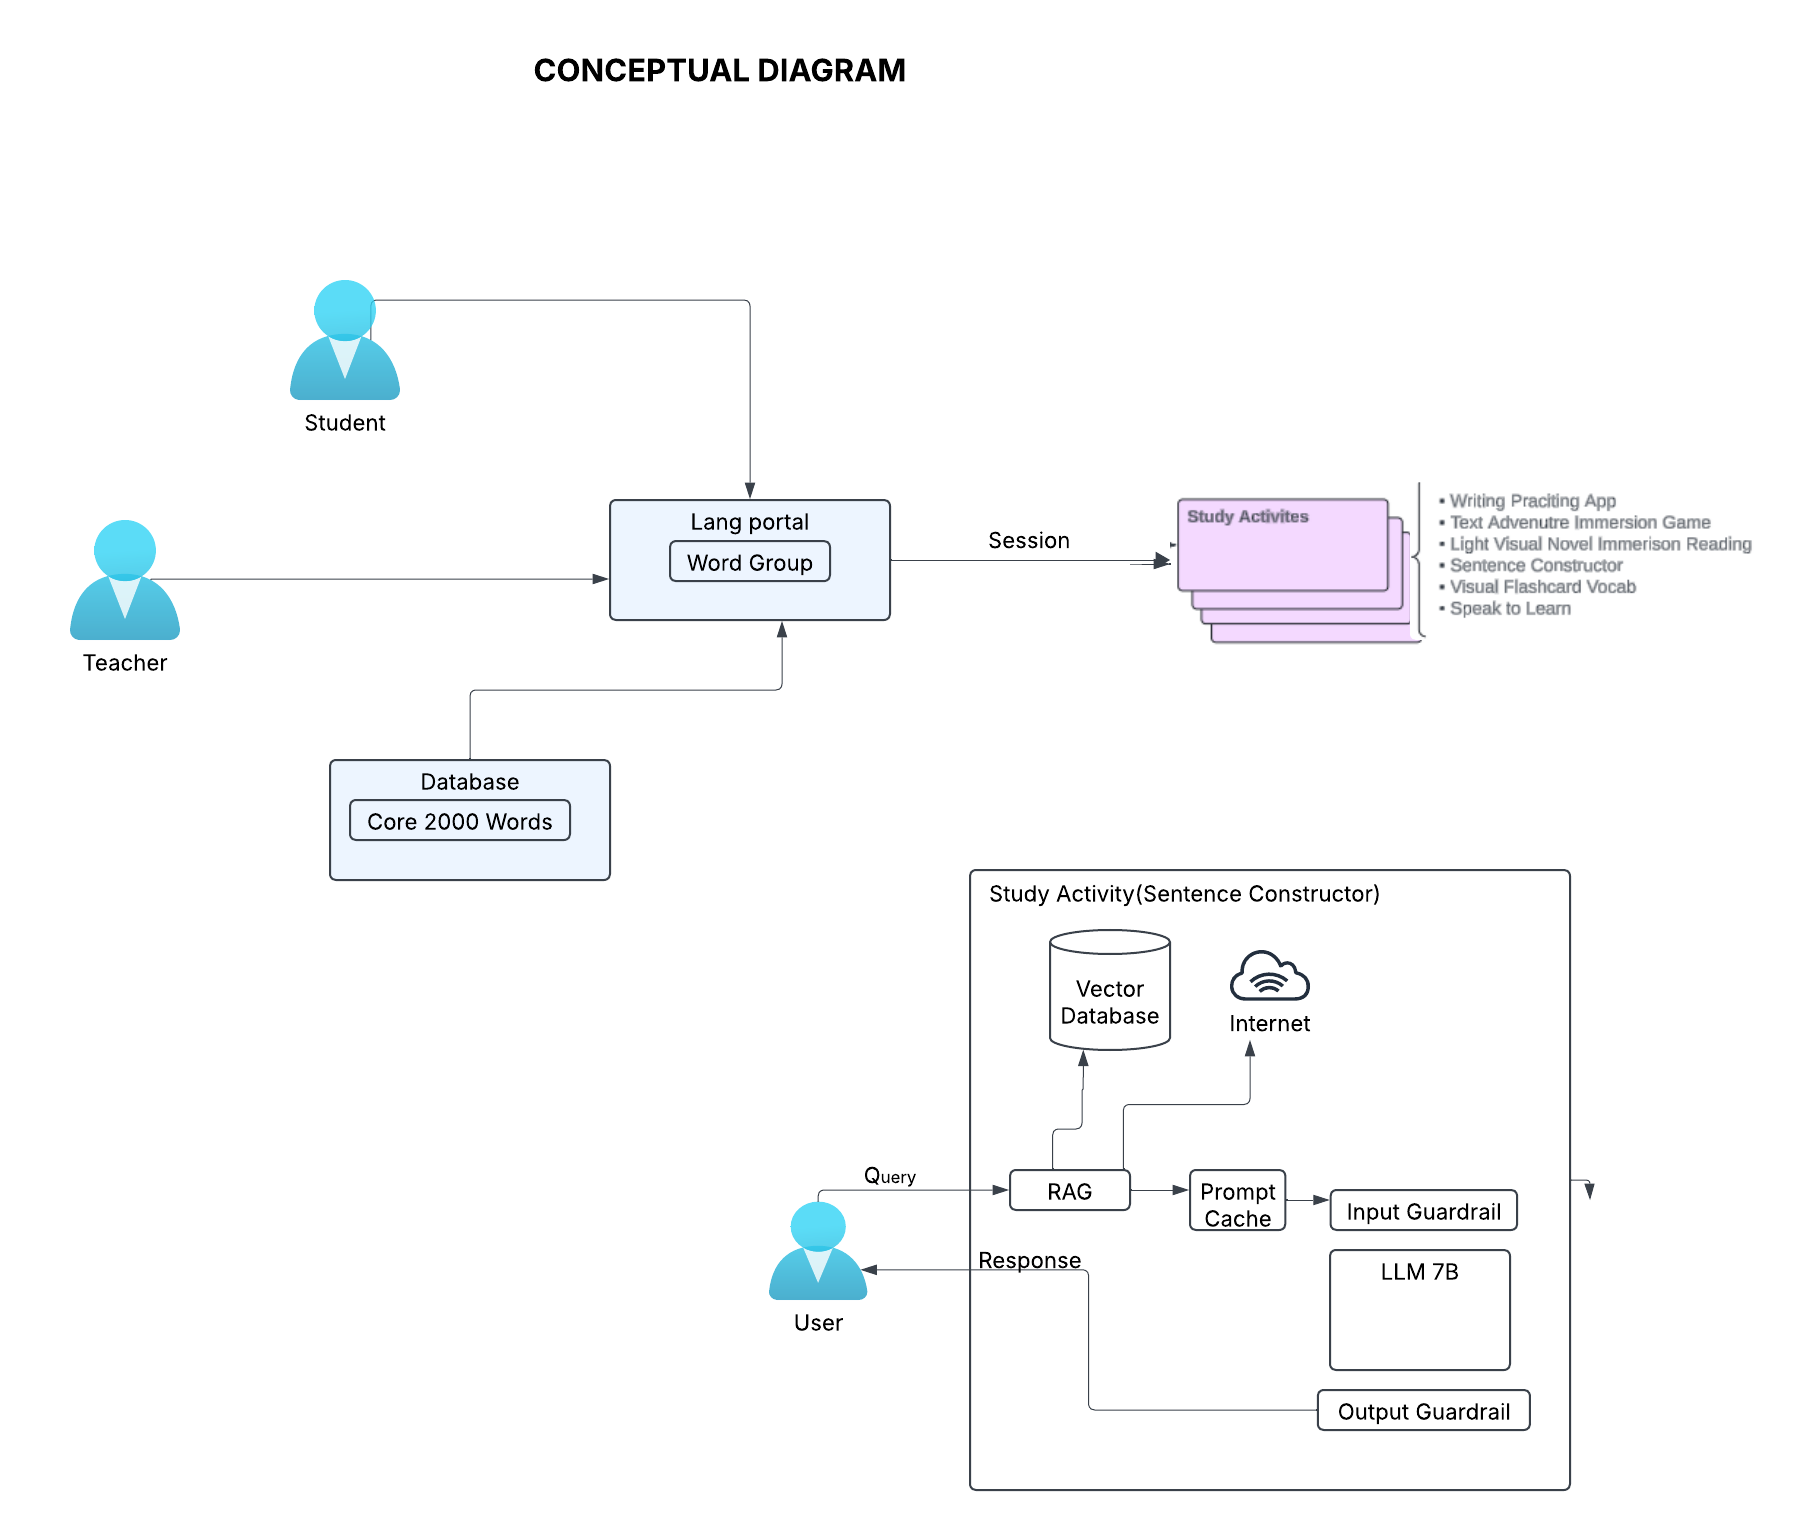 CONCEPTUAL DIAGRAM
Student
Lang portal
Word Group
Session
Study Activites
• Writing Praciting App
• Text Advenutre Immersion Game
• Light Visual Novel Immerison Reading
• Sentence Constructor
• Visual Flashcard Vocab
• Speak to Learn
Teacher
Database
Core 2000 Words
Study Activity(Sentence Constructor)
Vector
Database
Internet
Query
RAG
Prompt
Cache
Input Guardrail
Response
LLM 7B
User
Output Guardrail